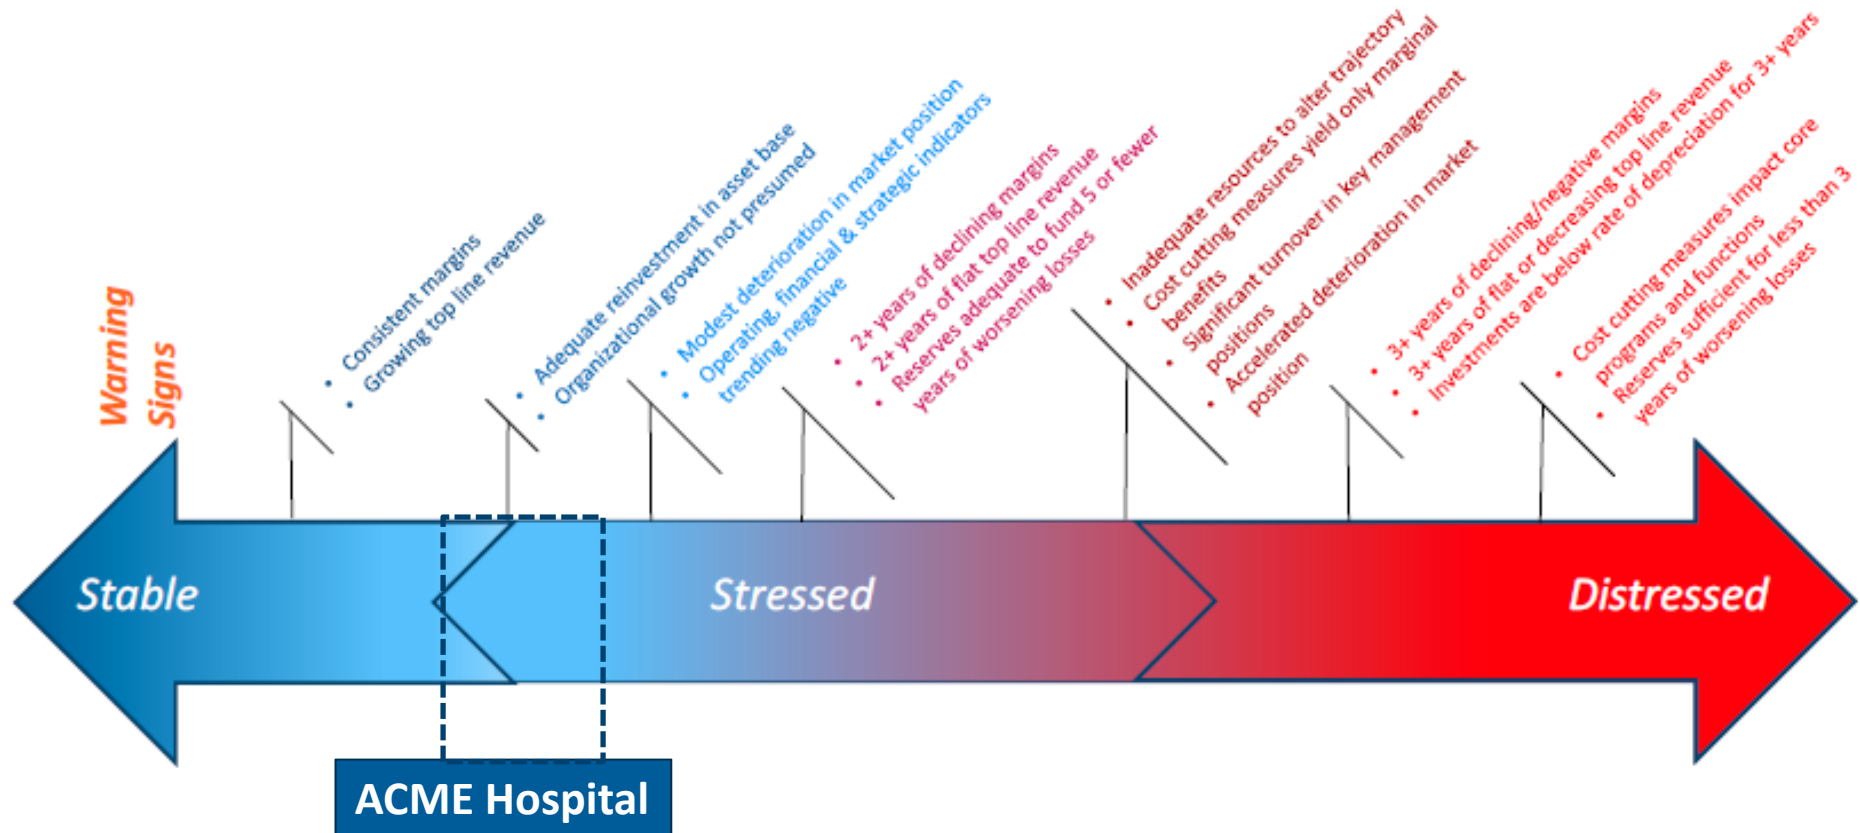 Warning
Signs
• Consistent margins
• Growing top line revenue
• Adequate reinvestment in asset base
• Organizational growth not presumed
• Modest deterioration in market position
• Operating, financial & strategic indicators
trending negative
• 2+ years of declining margins
• 2+ years of flat top line revenue
• Reserves adequate to fund 5 or fewer
years of worsening losses
• Inadequate resources to alter trajectory
• Cost cutting measures yield only marginal
benefits
• Significant turnover in key management
positions
• Accelerated deterioration in market
position
• 3+ years of declining/negative margins
• 3+ years of flat or decreasing top line revenue
• Investments are below rate of depreciation for 3+ years
• Cost cutting measures impact core
programs and functions
• Reserves sufficient for less than 3
years of worsening losses
Stable
Stressed
Distressed
ACME Hospital